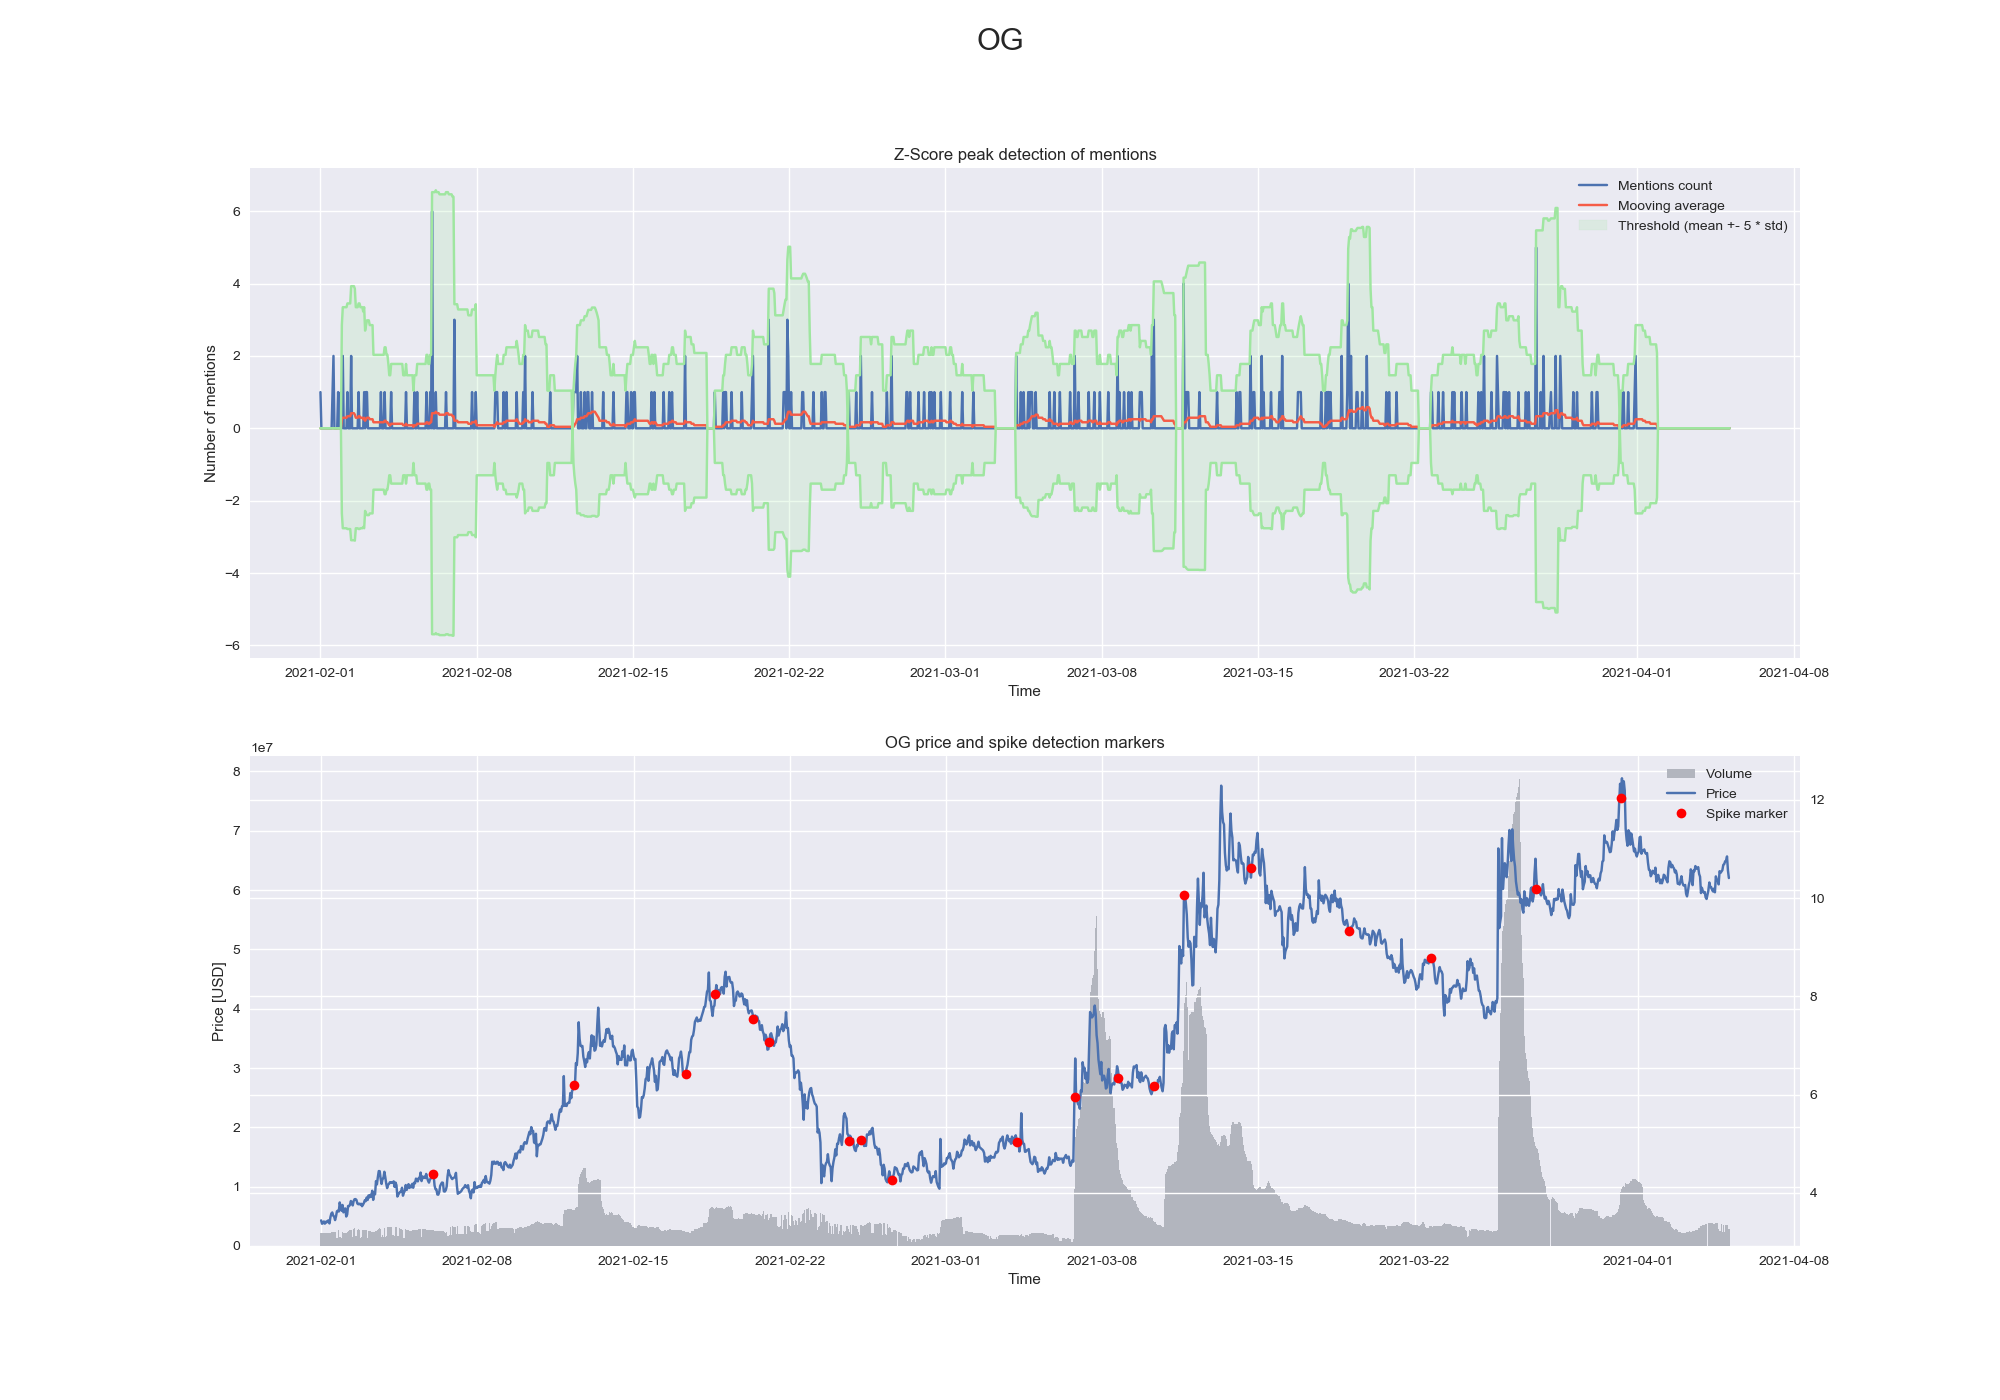 OG
Z-Score peak detection of mentions
Mentions count
Mooving average
Threshold (mean +- 5 * std)
Number of mentions
6
4
2
0
−2
−4
−6
2021-02-01 2021-02-08 2021-02-15 2021-02-22 2021-03-01 2021-03-08 2021-03-15 2021-03-22 2021-04-01 2021-04-08
Time
OG price and spike detection markers
1e7
Volume
Price
Spike marker
Price [USD]
8
7
6
5
4
3
2
1
0
12
10
8
6
4
2021-02-01 2021-02-08 2021-02-15 2021-02-22 2021-03-01 2021-03-08 2021-03-15 2021-03-22 2021-04-01 2021-04-08
Time